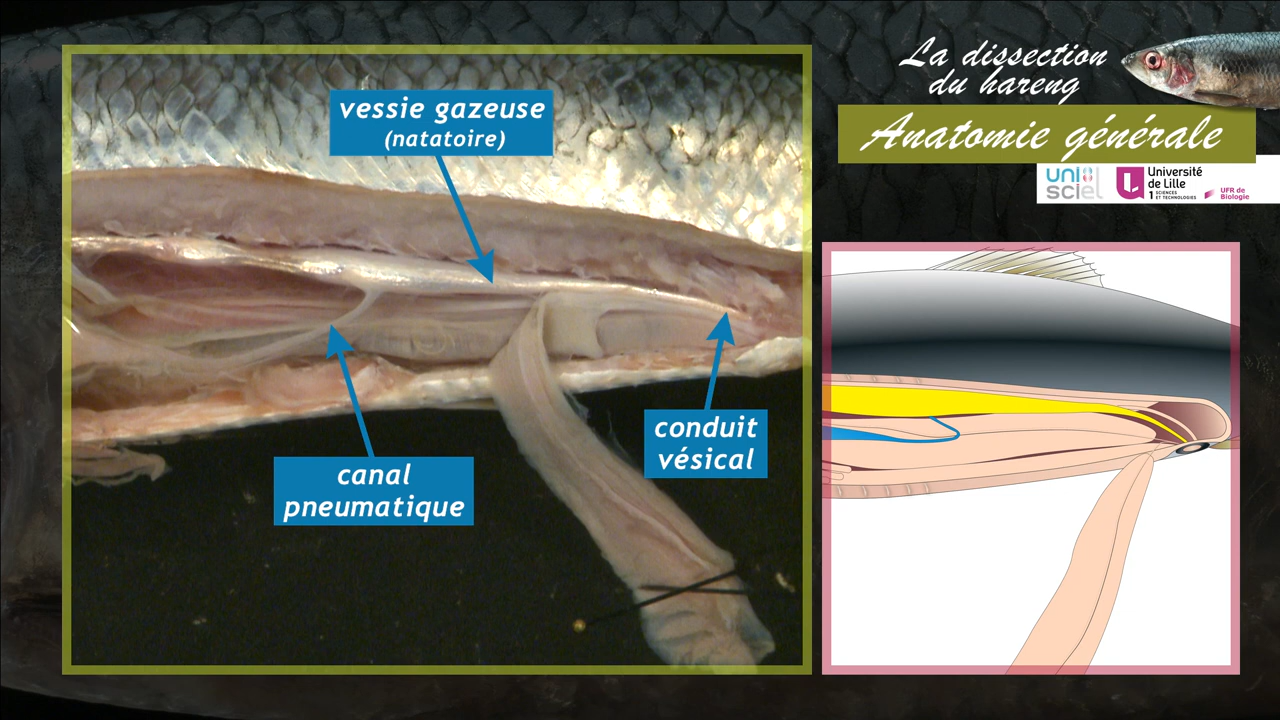 La dissection
du hareng
Anatomie générale
uni
sciel
Université
de Lille
1 SCIENCES
ET TECHNOLOGIES
UFR de
Biologie
vessie gazeuse
(natatoire)
conduit
vésical
canal
pneumatique